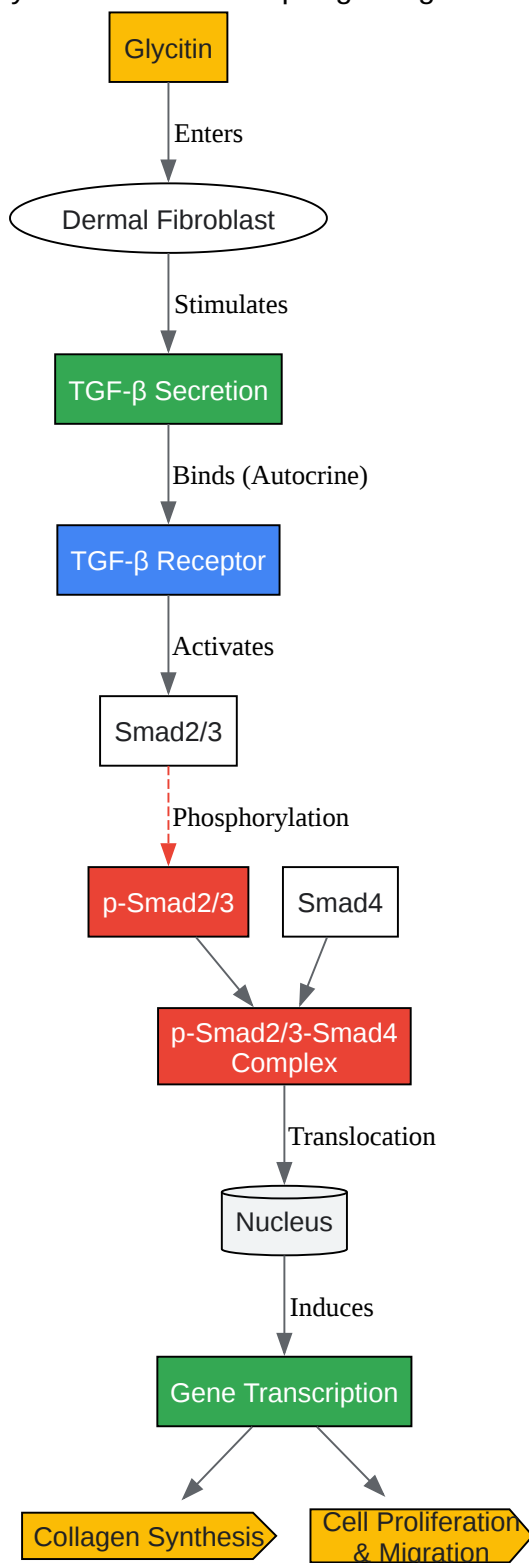 Glycitin
Enters
Dermal Fibroblast
Stimulates
TGF-β Secretion
Binds (Autocrine)
TGF-β Receptor
Activates
Smad2/3
Phosphorylation
p-Smad2/3
Smad4
p-Smad2/3-Smad4
Complex
Translocation
Nucleus
Induces
Gene Transcription
Collagen Synthesis
Cell Proliferation
& Migration